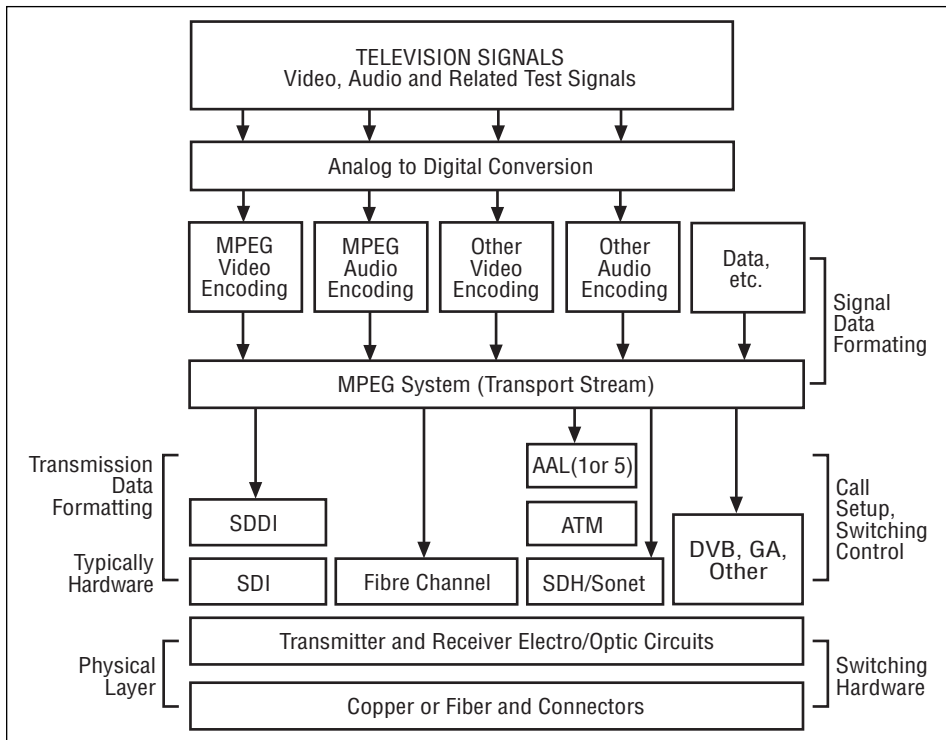 TELEVISION SIGNALS
Video, Audio and Related Test Signals
Analog to Digital Conversion
MPEG
Video
Encoding
MPEG
Audio
Encoding
Other
Video
Encoding
Other
Audio
Encoding
Data,
etc.
Signal
Data
Formating
MPEG System (Transport Stream)
Transmission
Data
Formatting
Typically
Hardware
SDDI
SDI
Fibre Channel
AAL(1or 5)
ATM
SDH/Sonet
DVB, GA,
Other
Call
Setup,
Switching
Control
Transmitter and Receiver Electro/Optic Circuits
Physical
Layer
Switching
Hardware
Copper or Fiber and Connectors